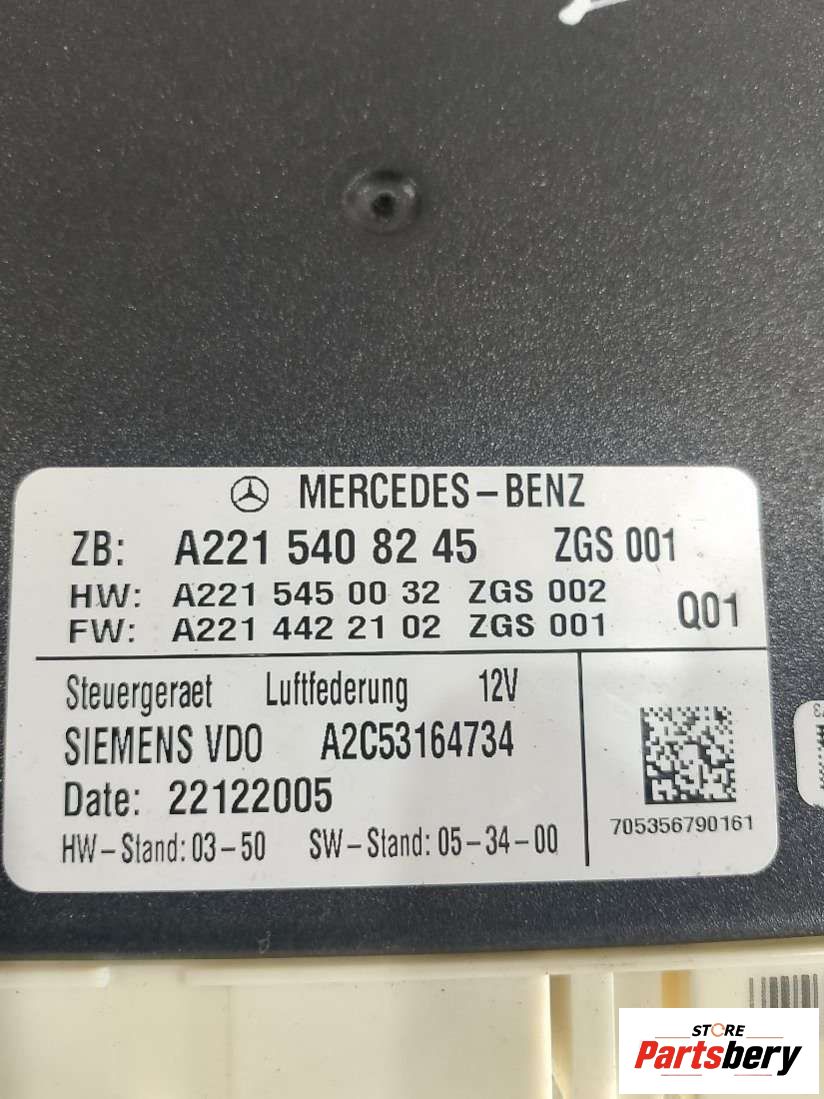 MERCEDES-BENZ
ZB: A221 540 82 45 ZGS 001
HW: A221 545 00 32 ZGS 002
FW: A221 442 21 02 ZGS 001 Q01
Steuergeraet Luftfederung 12V
SIEMENS VDO A2C53164734
Date: 22122005
HW-Stand: 03-50 SW-Stand: 05-34-00
705356790161
STORE
Partsbery